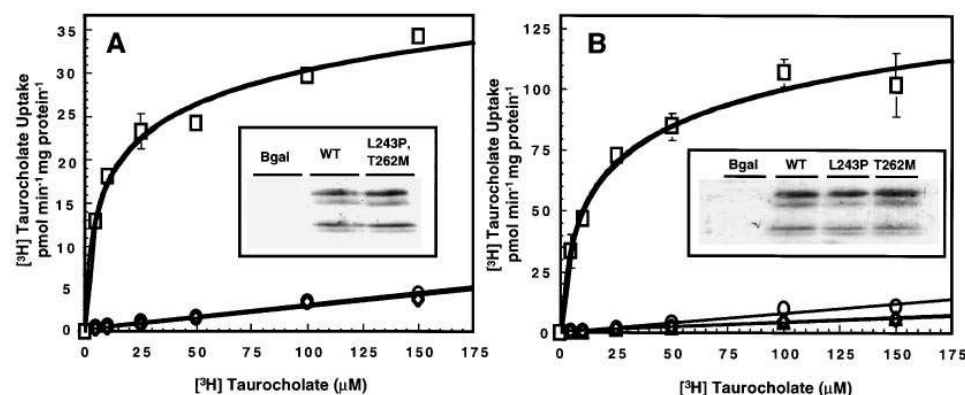 A
[³H] Taurocholate Uptake
pmol min⁻¹ mg protein⁻¹
35
30
25
20
15
10
5
0
Bgal WT L243P, T262M
0 25 50 75 100 125 150 175
[³H] Taurocholate (μM)
B
[³H] Taurocholate Uptake
pmol min⁻¹ mg protein⁻¹
125
100
75
50
25
0
Bgal WT L243P T262M
0 25 50 75 100 125 150 175
[³H] Taurocholate (μM)